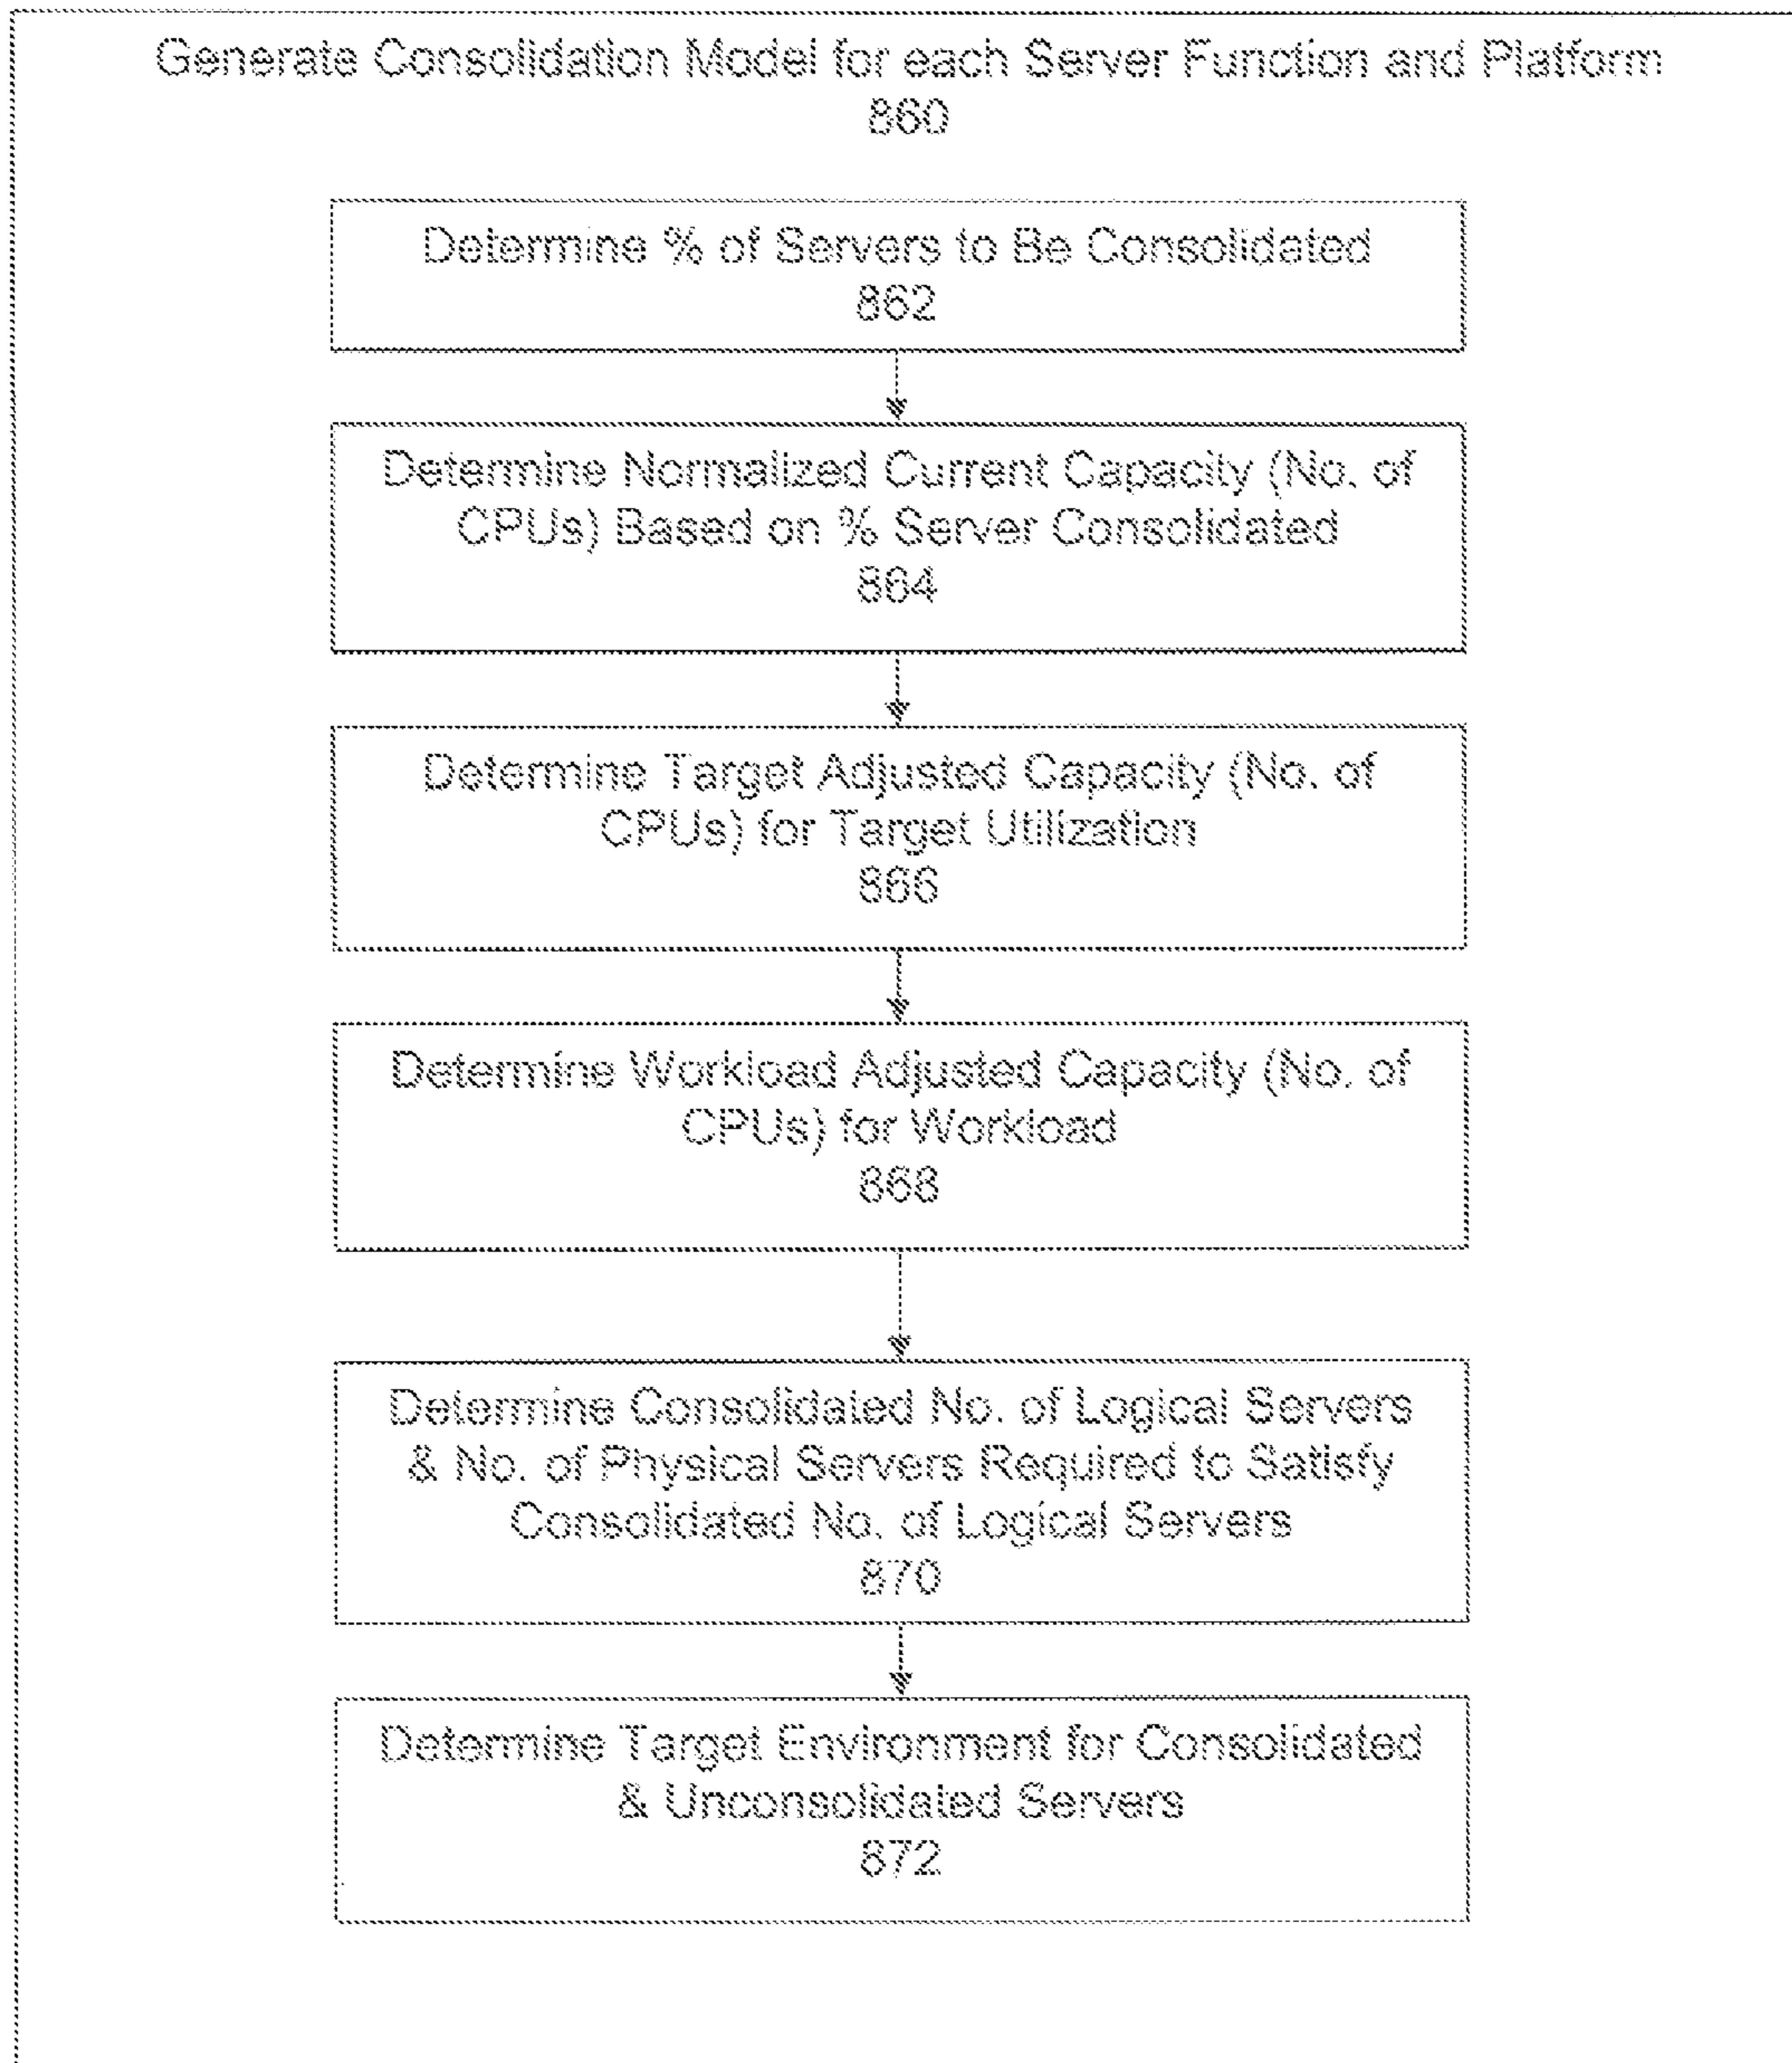 Generate Consolidation Model for each Server Function and Platform
860
Determine % of Servers to Be Consolidated
862
Determine Normalized Current Capacity (No. of
CPUs) Based on % Server Consolidated
864
Determine Target Adjusted Capacity (No. of
CPUs) for Target Utilization
866
Determine Workload Adjusted Capacity (No. of
CPUs) for Workload
868
Determine Consolidated No. of Logical Servers
& No. of Physical Servers Required to Satisfy
Consolidated No. of Logical Servers
870
Determine Target Environment for Consolidated
& Unconsolidated Servers
872